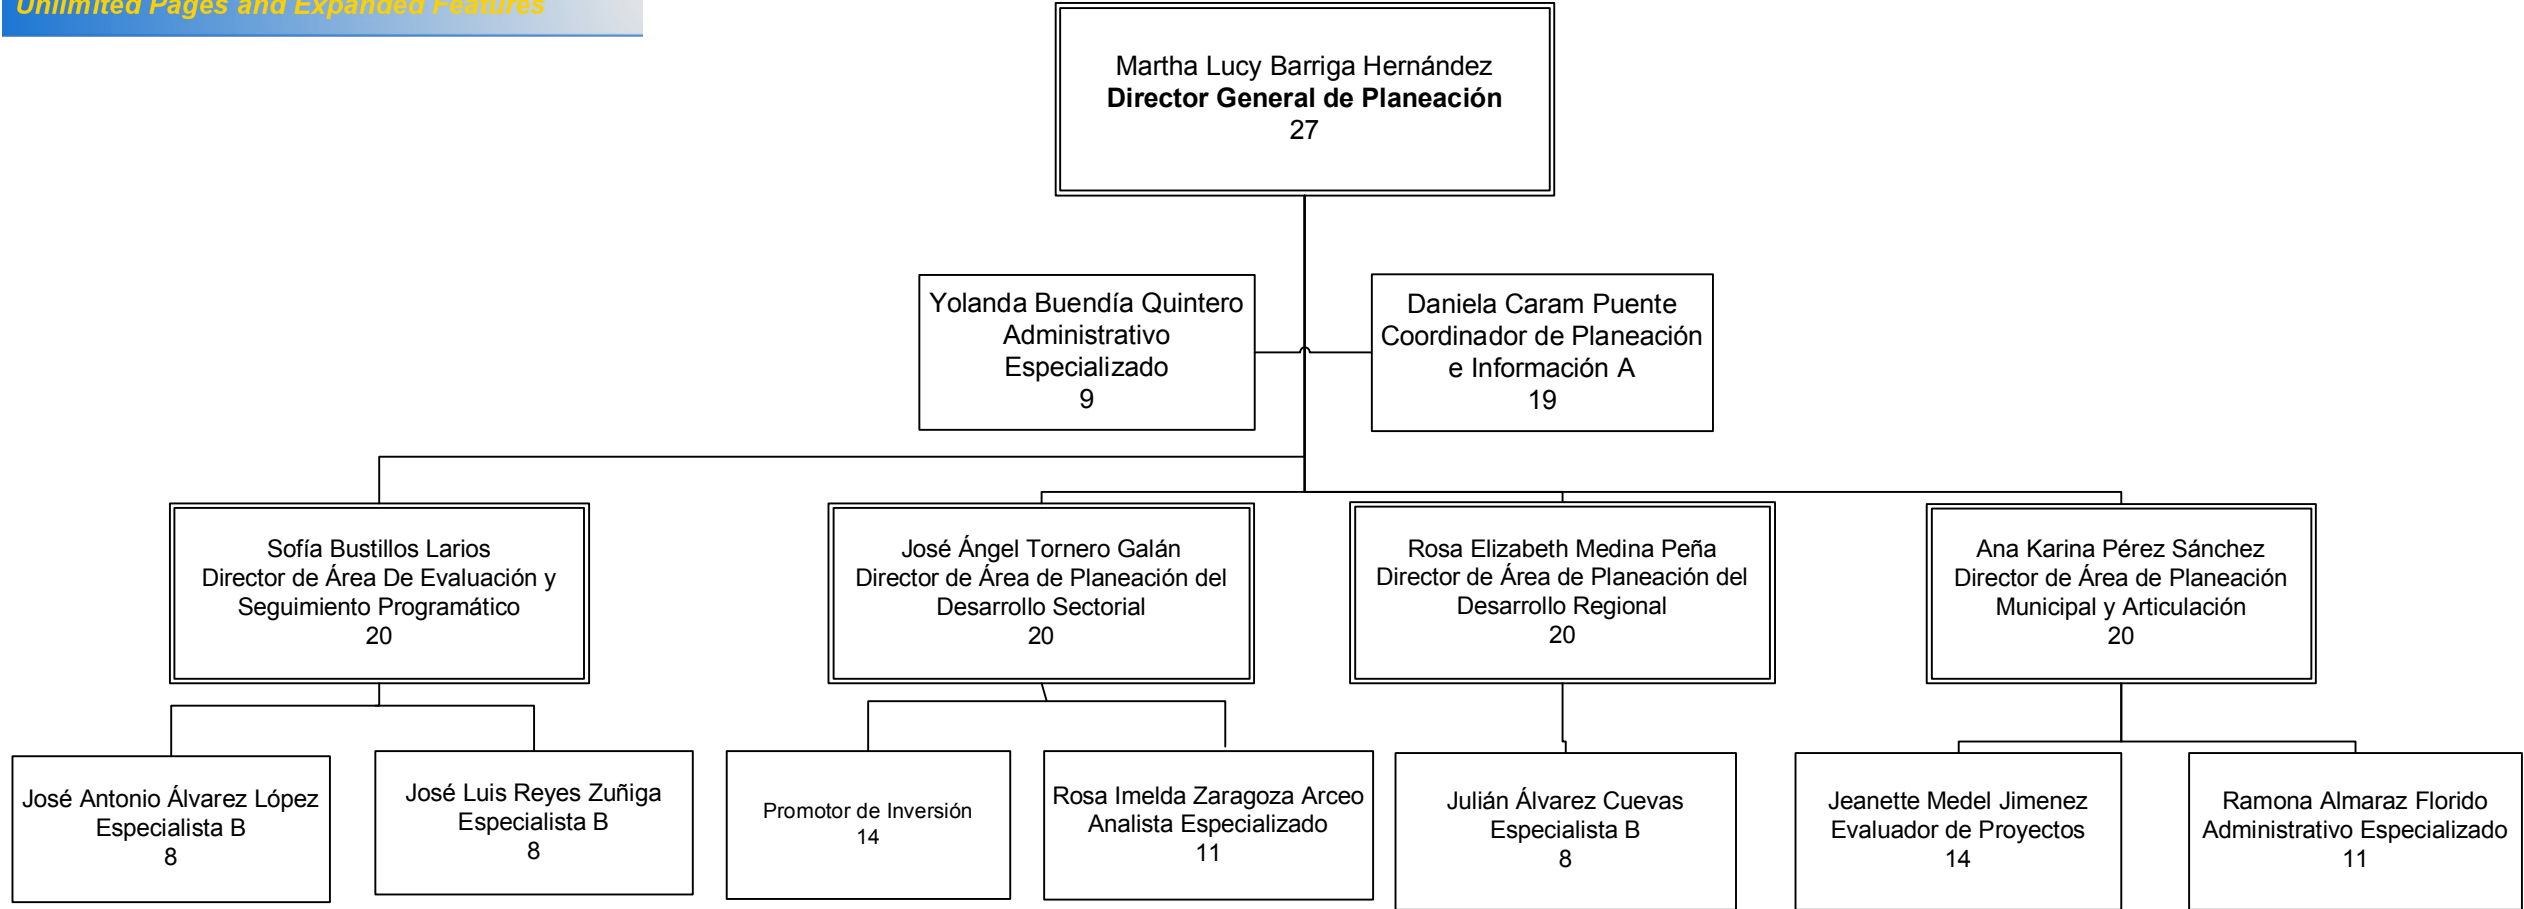 Unlimited Pages and Expanded Features
Martha Lucy Barriga Hernández
Director General de Planeación
27
Yolanda Buendía Quintero
Administrativo
Especializado
9
Daniela Caram Puente
Coordinador de Planeación
e Información A
19
Sofía Bustillos Larios
Director de Área De Evaluación y
Seguimiento Programático
20
José Ángel Tornero Galán
Director de Área de Planeación del
Desarrollo Sectorial
20
Rosa Elizabeth Medina Peña
Director de Área de Planeación del
Desarrollo Regional
20
Ana Karina Pérez Sánchez
Director de Área de Planeación
Municipal y Articulación
20
José Antonio Álvarez López
Especialista B
8
José Luis Reyes Zuñiga
Especialista B
8
Promotor de Inversión
14
Rosa Imelda Zaragoza Arceo
Analista Especializado
11
Julián Álvarez Cuevas
Especialista B
8
Jeanette Medel Jimenez
Evaluador de Proyectos
14
Ramona Almaraz Florido
Administrativo Especializado
11